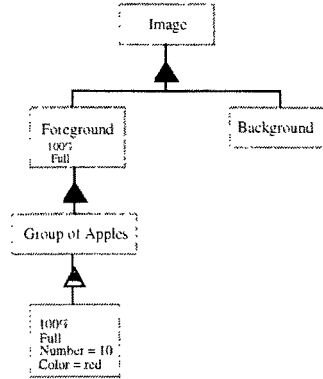 Image
Foreground
100%
Full
Background
Group of Apples
100%
Full
Number = 10
Color = red